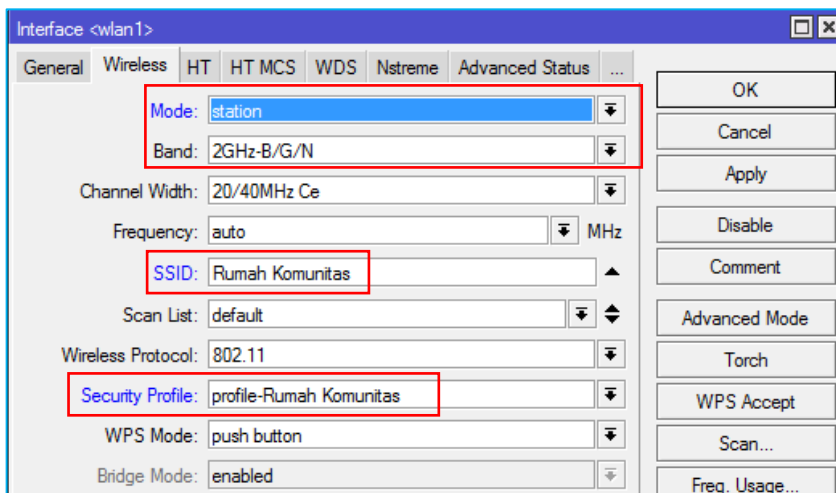 Interface <wlan1>
General Wireless HT HT MCS WDS Nstreme Advanced Status ...
Mode: station
Band: 2GHz-B/G/N
Channel Width: 20/40MHz Ce
Frequency: auto MHz
SSID: Rumah Komunitas
Scan List: default
Wireless Protocol: 802.11
Security Profile: profile-Rumah Komunitas
WPS Mode: push button
Bridge Mode: enabled
OK
Cancel
Apply
Disable
Comment
Advanced Mode
Torch
WPS Accept
Scan...
Freq. Usage...